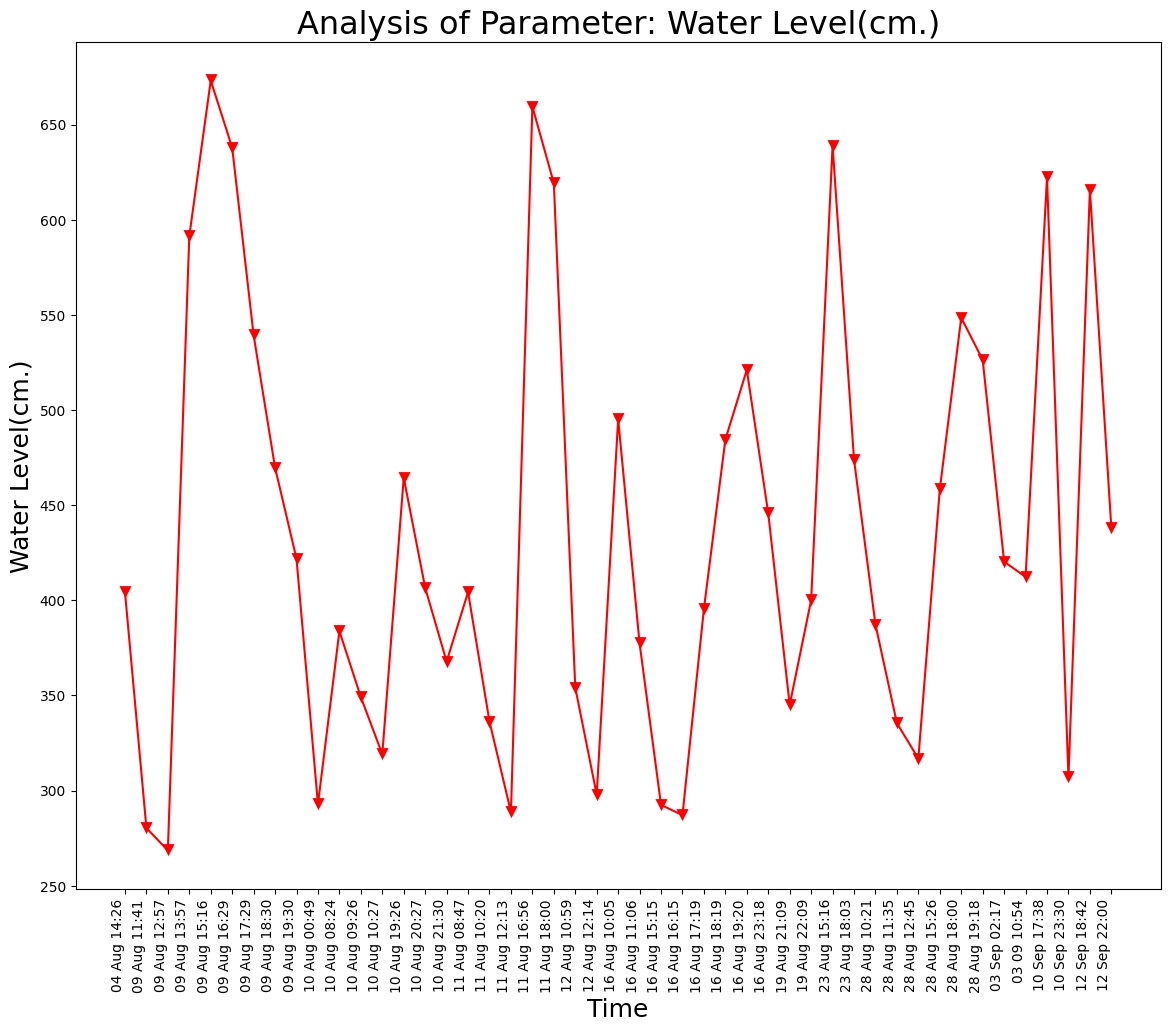 Analysis of Parameter: Water Level(cm.)
Water Level(cm.)
650
600
550
500
450
400
350
300
250
04 Aug 14:26
09 Aug 11:41
09 Aug 12:57
09 Aug 13:57
09 Aug 15:16
09 Aug 16:29
09 Aug 17:29
09 Aug 18:30
09 Aug 19:30
10 Aug 00:49
10 Aug 08:24
10 Aug 09:26
10 Aug 10:27
10 Aug 19:26
10 Aug 20:27
10 Aug 21:30
11 Aug 08:47
11 Aug 10:20
11 Aug 12:13
11 Aug 16:56
11 Aug 18:00
12 Aug 10:59
12 Aug 12:14
16 Aug 10:05
16 Aug 11:06
16 Aug 15:15
16 Aug 16:15
16 Aug 17:19
16 Aug 18:19
16 Aug 19:20
16 Aug 23:18
19 Aug 21:09
19 Aug 22:09
23 Aug 15:16
23 Aug 18:03
28 Aug 10:21
28 Aug 11:35
28 Aug 12:45
28 Aug 15:26
28 Aug 18:00
28 Aug 19:18
03 Sep 02:17
03 09 10:54
10 Sep 17:38
10 Sep 23:30
12 Sep 18:42
12 Sep 22:00
Time